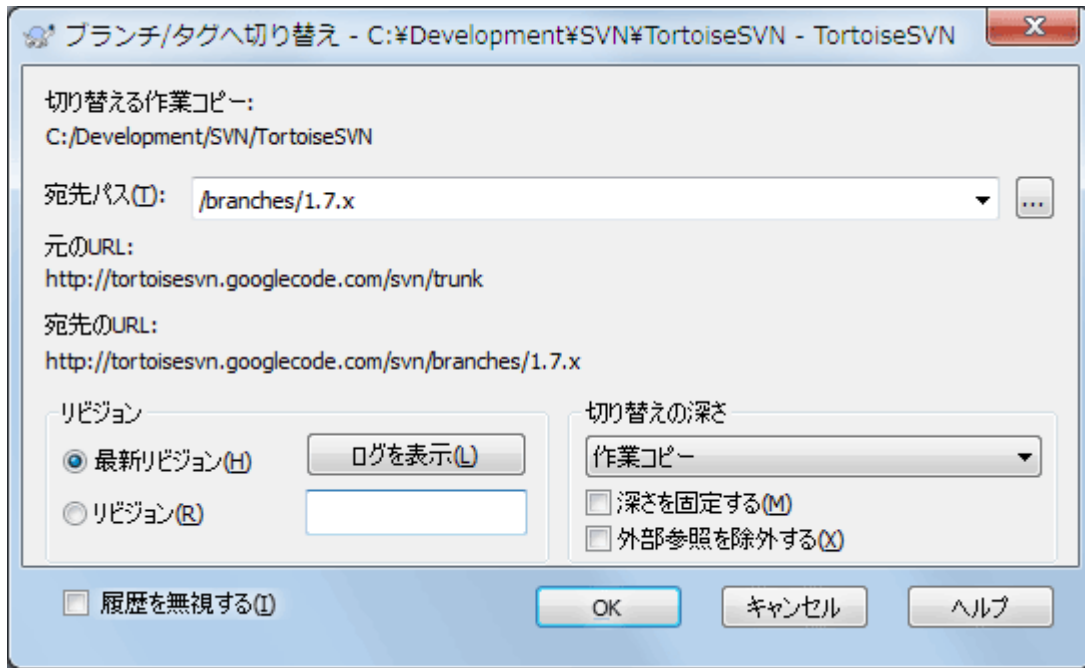 ブランチ/タグへ切り替え - C:¥Development¥SVN¥TortoiseSVN - TortoiseSVN
切り替える作業コピー:
C:/Development/SVN/TortoiseSVN
宛先パス(T): /branches/1.7.x ...
元のURL:
http://tortoisesvn.googlecode.com/svn/trunk
宛先のURL:
http://tortoisesvn.googlecode.com/svn/branches/1.7.x
リビジョン
最新リビジョン(H) ログを表示(L)
リビジョン(R)
切り替えの深さ
作業コピー
深さを固定する(M)
外部参照を除外する(X)
履歴を無視する(I)
OK キャンセル ヘルプ